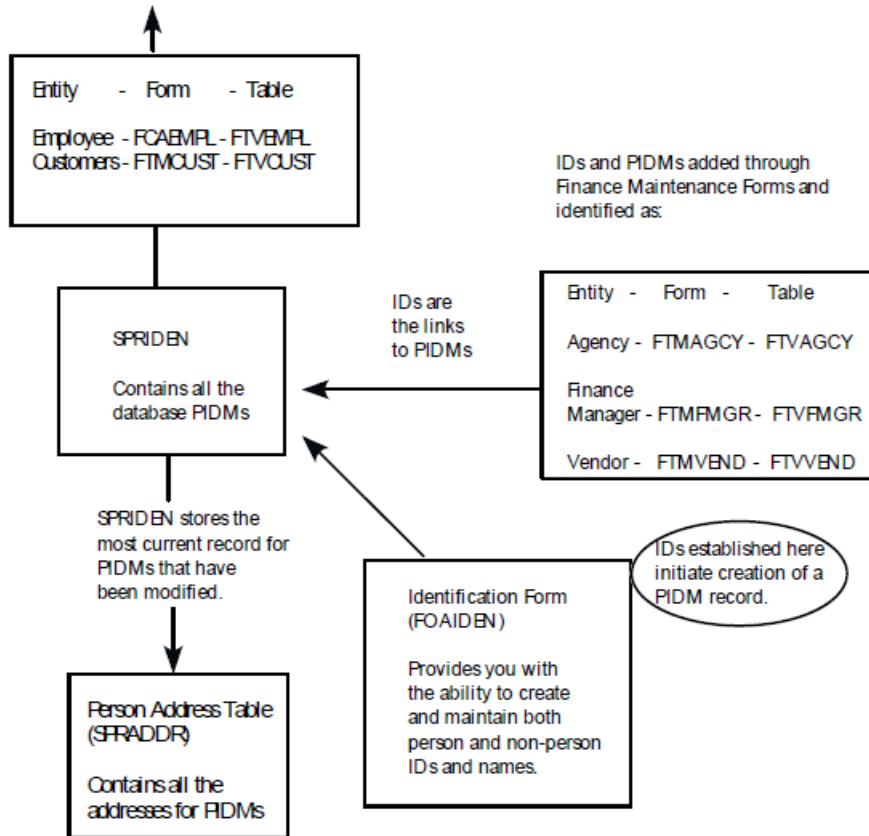 Entity - Form - Table
Employee - FCAEMPL - FTVEMPL
Customers - FTMCUST - FTVCUST
IDs and PIDMs added through
Finance Maintenance Forms and
identified as:
Entity - Form - Table
Agency - FTMAGCY - FTVAGCY
Finance
Manager - FTMFMGR - FTVFMGR
Vendor - FTMVEND - FTVVEND
IDs are
the links
to PIDMs
SPRIDEN
Contains all the
database PIDMs
SPRIDEN stores the
most current record for
PIDMs that have
been modified.
IDs established here
initiate creation of a
PIDM record.
Identification Form
(FOAIDEN)
Provides you with
the ability to create
and maintain both
person and non-person
IDs and names.
Person Address Table
(SPRADDR)
Contains all the
addresses for PIDMs